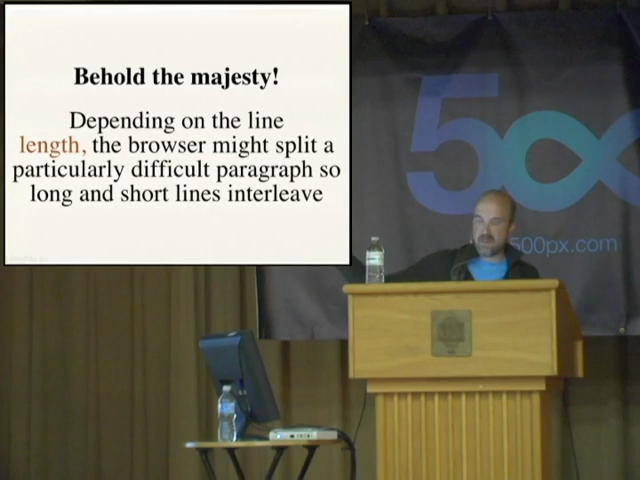 Behold the majesty!
Depending on the line
length, the browser might split a
particularly difficult paragraph so
long and short lines interleave
500
500px.com